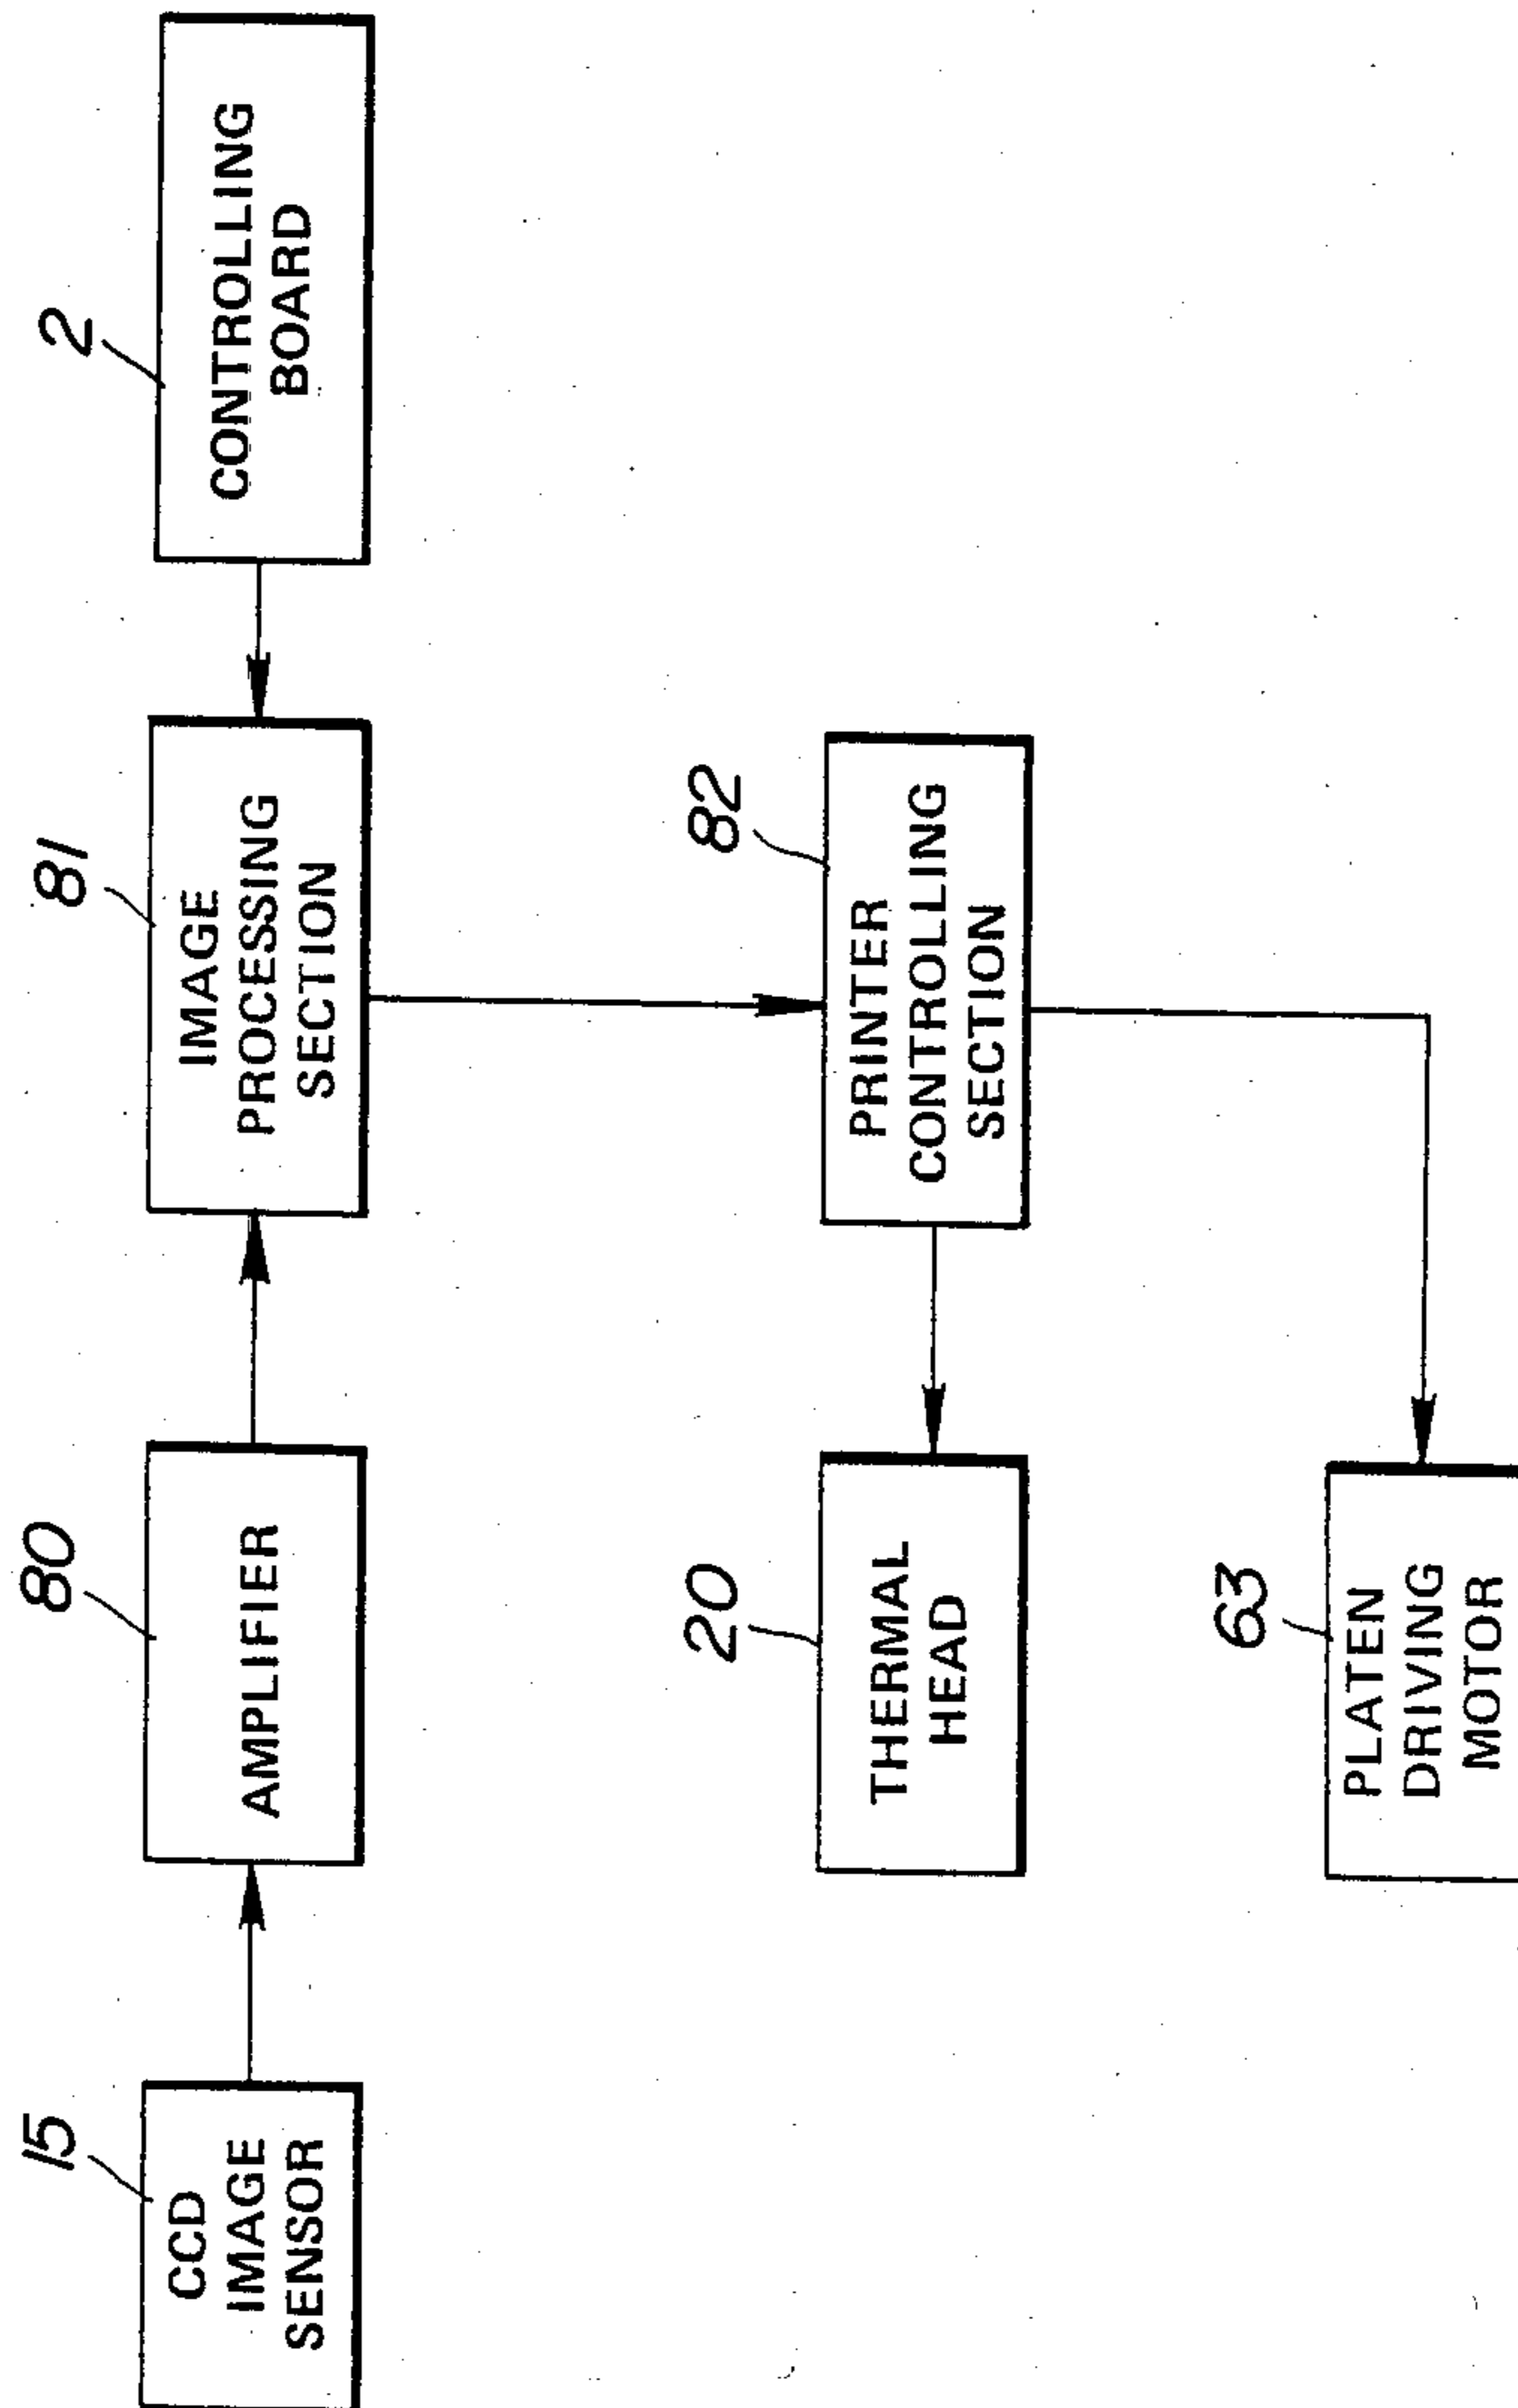 15
CCD
IMAGE
SENSOR
80
AMPLIFIER
81
IMAGE
PROCESSING
SECTION
2
CONTROLLING
BOARD
20
THERMAL
HEAD
82
PRINTER
CONTROLLING
SECTION
63
PLATEN
DRIVING
MOTOR